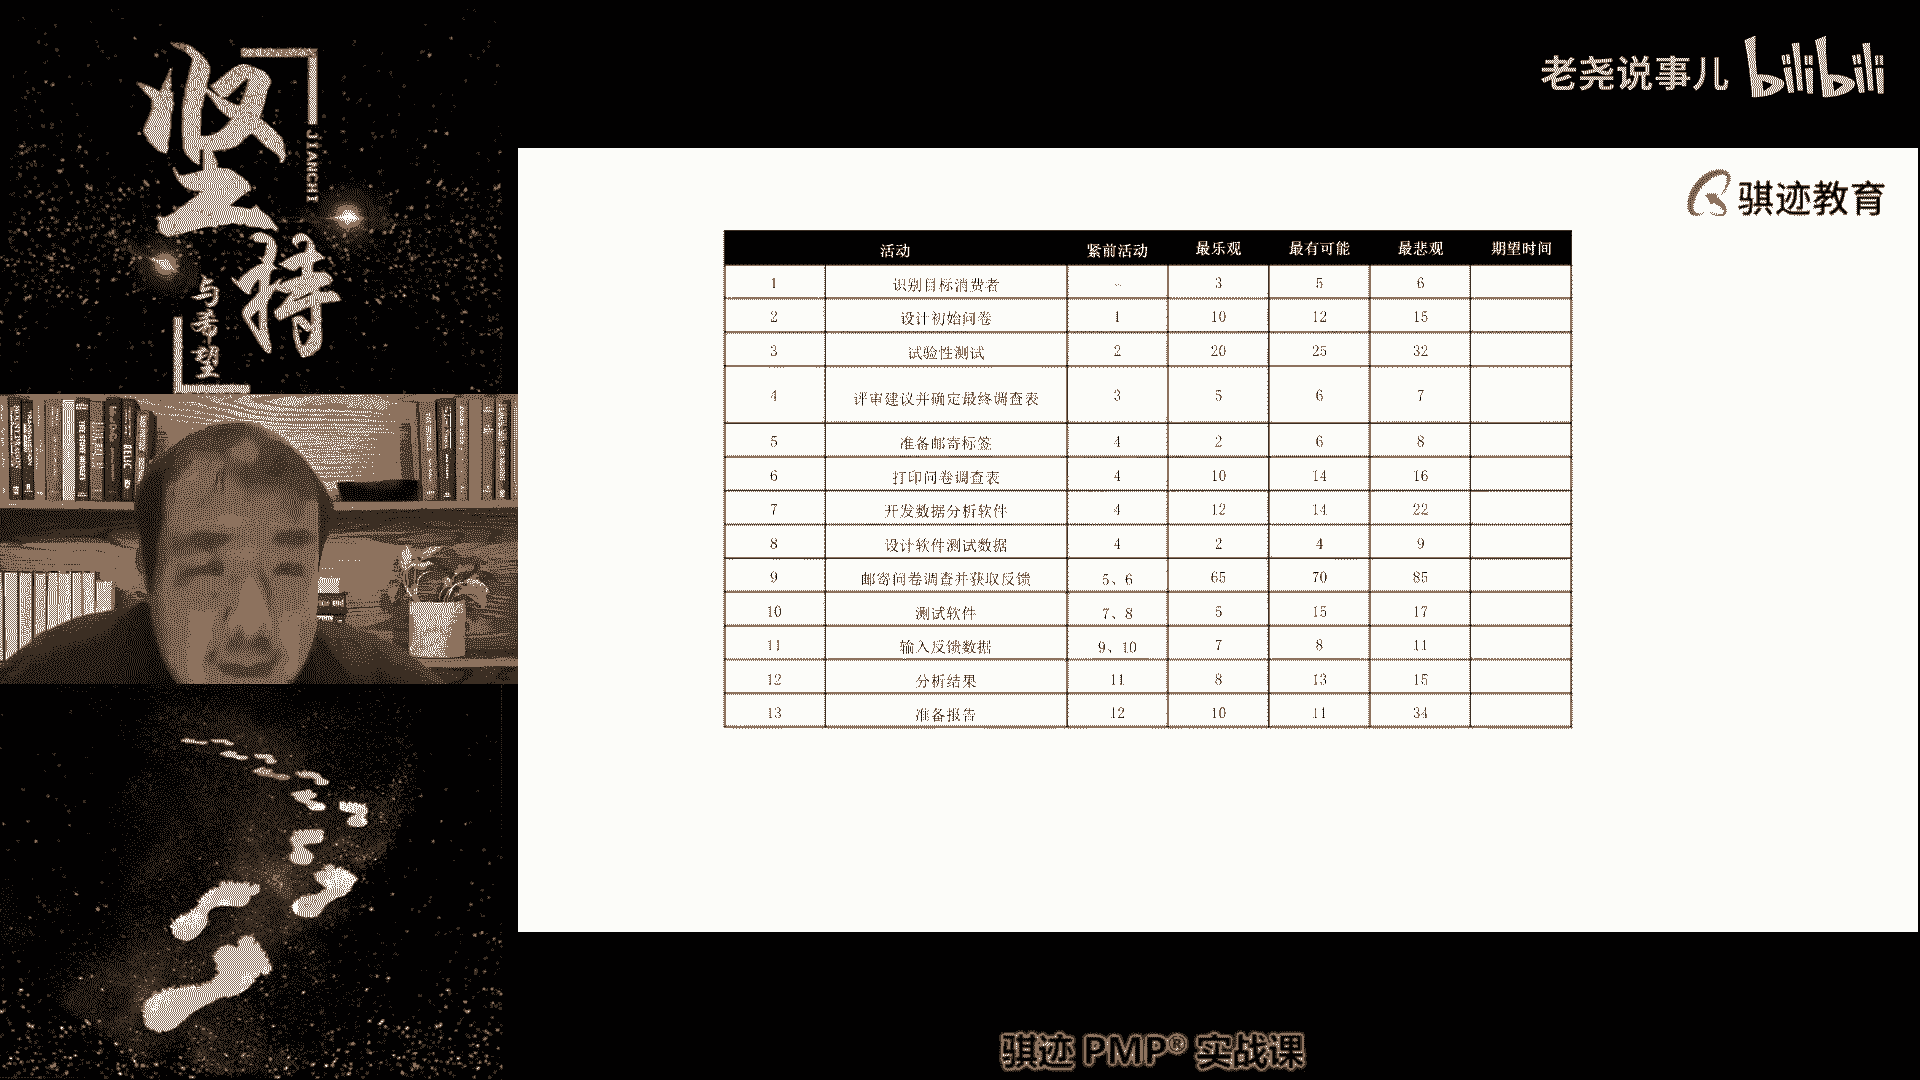 坚持
JIANCHI
与希望
老尧说事儿 bilibili
骐迹教育
活动 紧前活动 最乐观 最有可能 最悲观 期望时间
1 识别目标消费者 - 3 5 6
2 设计初始问卷 1 10 12 15
3 试验性测试 2 20 25 32
4 评审建议并确定最终调查表 3 5 6 7
5 准备邮寄标签 4 2 6 8
6 打印问卷调查表 4 10 14 16
7 开发数据分析软件 4 12 14 22
8 设计软件测试数据 4 2 4 9
9 邮寄问卷调查并获取反馈 5、6 65 70 85
10 测试软件 7、8 5 15 17
11 输入反馈数据 9、10 7 8 11
12 分析结果 11 8 13 15
13 准备报告 12 10 11 34
骐迹 PMP® 实战课